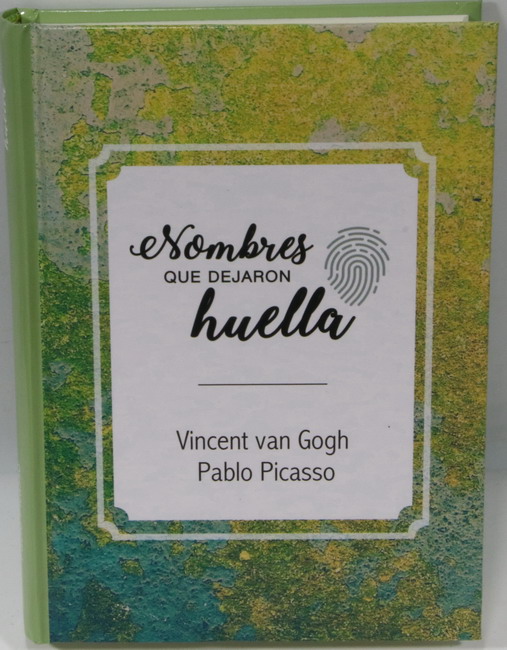 Nombres
QUE DEJARON
huella
Vincent van Gogh
Pablo Picasso